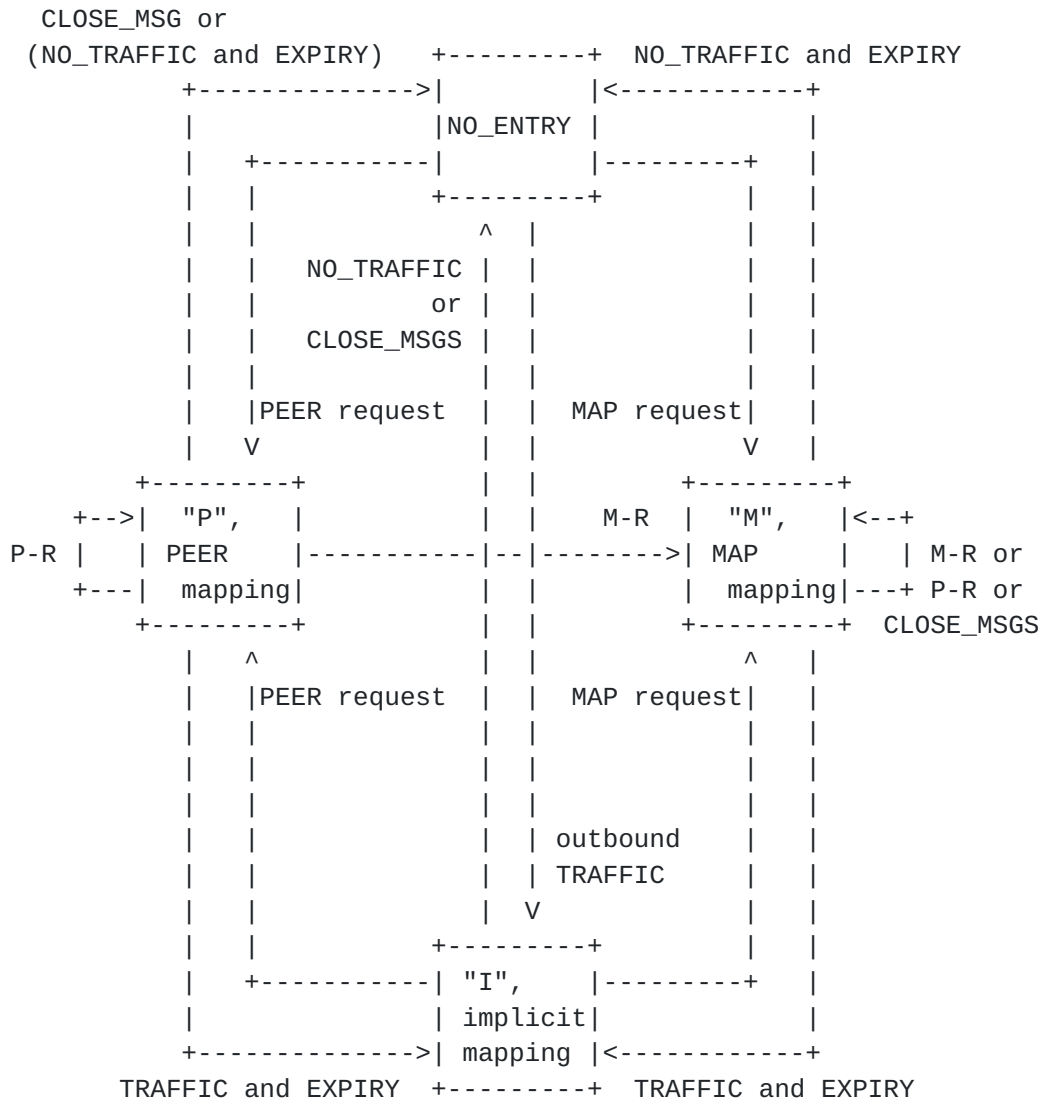 CLOSE_MSG or
(NO_TRAFFIC and EXPIRY)    +---------+  NO_TRAFFIC and EXPIRY
+-------------->|         |<------------+
|               |NO_ENTRY |             |
|   +-----------|         |---------+   |
|   |           +---------+         |   |
|   |              ^  |             |   |
|   |   NO_TRAFFIC |  |             |   |
|   |           or |  |             |   |
|   |   CLOSE_MSGS |  |             |   |
|   |              |  |             |   |
|   |PEER request  |  |  MAP request|   |
|   V              |  |             V   |
+---------+           |  |         +---------+
+-->|  "P",   |           |  |    M-R  |  "M",   |<--+
P-R |   | PEER    |-----------|--|-------->| MAP     |   | M-R or
+---|  mapping|           |  |         |  mapping|---+ P-R or
+---------+           |  |         +---------+  CLOSE_MSGS
|   ^              |  |             ^   |
|   |PEER request  |  |  MAP request|   |
|   |              |  |             |   |
|   |              |  |             |   |
|   |              |  |             |   |
|   |              |  | outbound    |   |
|   |              |  | TRAFFIC     |   |
|   |              |  V             |   |
|   |           +---------+         |   |
|   +-----------| "I",    |---------+   |
|               | implicit|             |
+-------------->| mapping |<------------+
TRAFFIC and EXPIRY  +---------+  TRAFFIC and EXPIRY